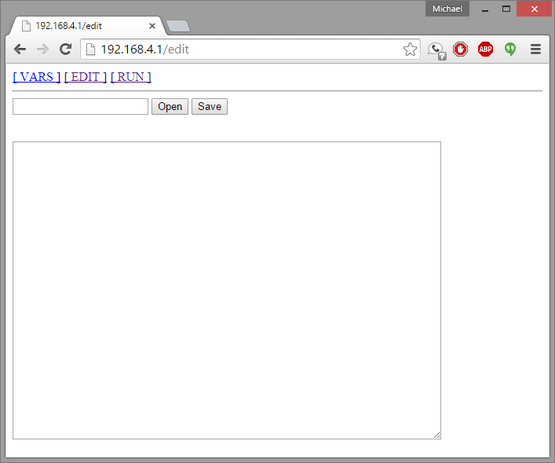 Michael
192.168.4.1/edit
192.168.4.1/edit
ABP
[ VARS ] [ EDIT ] [ RUN ]
Open Save